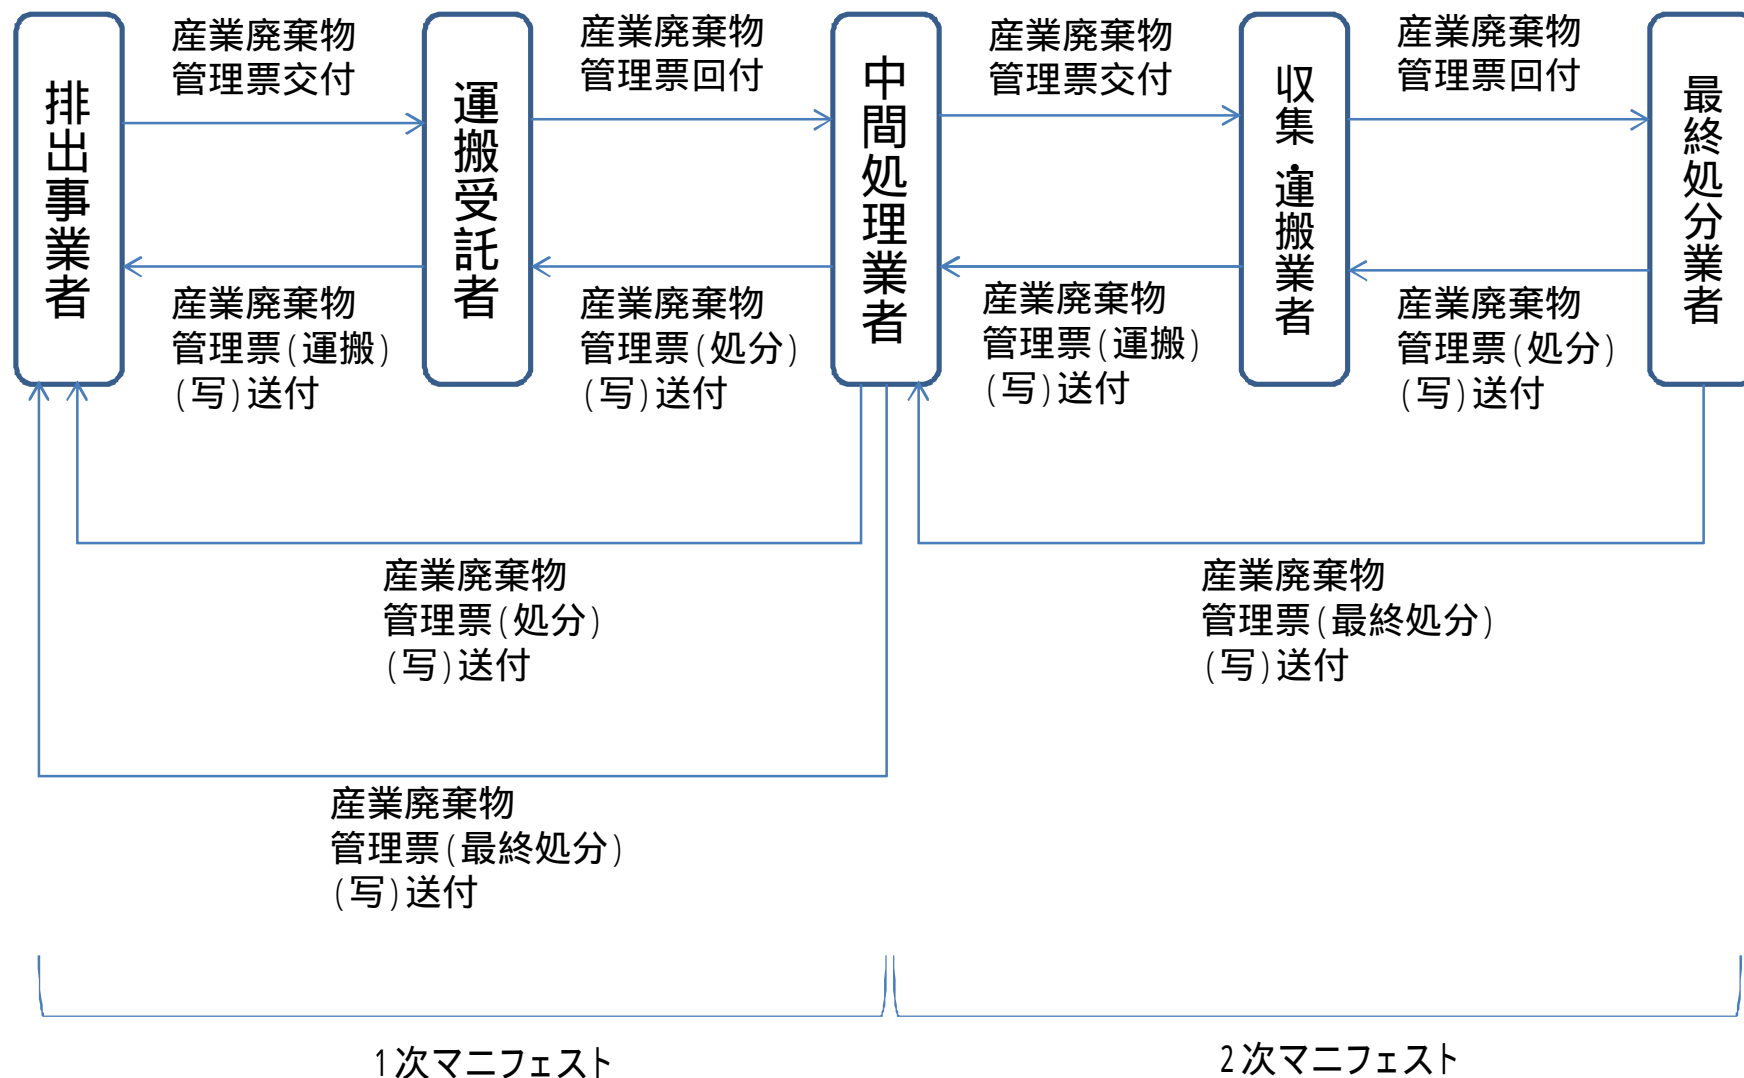 排出事業者
産業廃棄物
管理票交付
運搬受託者
産業廃棄物
管理票回付
中間処理業者
産業廃棄物
管理票交付
収集・運搬業者
産業廃棄物
管理票回付
最終処分業者
産業廃棄物
管理票(運搬)
(写)送付
産業廃棄物
管理票(処分)
(写)送付
産業廃棄物
管理票(運搬)
(写)送付
産業廃棄物
管理票(処分)
(写)送付
産業廃棄物
管理票(処分)
(写)送付
産業廃棄物
管理票(最終処分)
(写)送付
産業廃棄物
管理票(最終処分)
(写)送付
1次マニフェスト
2次マニフェスト